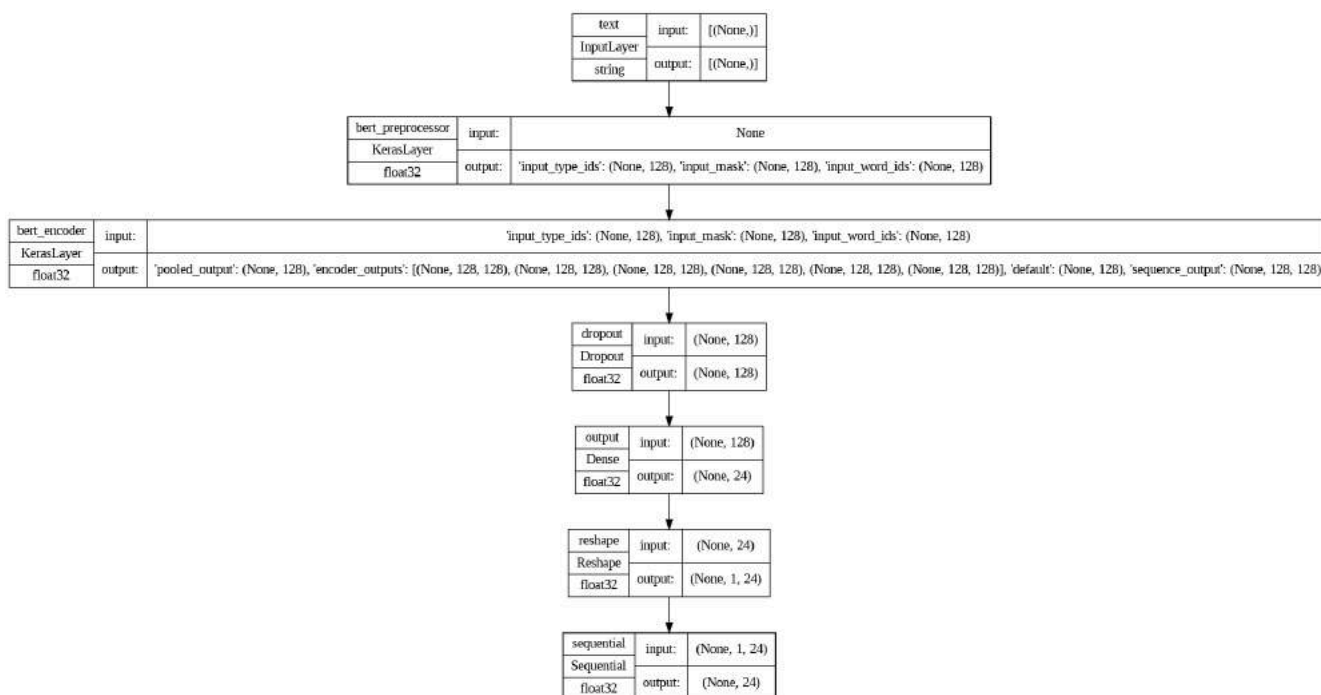 text input: [(None,)]
InputLayer
string output: [(None,)]
bert_preprocessor input: None
KerasLayer
float32 output: 'input_type_ids': (None, 128), 'input_mask': (None, 128), 'input_word_ids': (None, 128)
bert_encoder input: 'input_type_ids': (None, 128), 'input_mask': (None, 128), 'input_word_ids': (None, 128)
KerasLayer
float32 output: 'pooled_output': (None, 128), 'encoder_outputs': [(None, 128, 128), (None, 128, 128), (None, 128, 128), (None, 128, 128), (None, 128, 128), (None, 128, 128)], 'default': (None, 128), 'sequence_output': (None, 128, 128)
dropout input: (None, 128)
Dropout
float32 output: (None, 128)
output input: (None, 128)
Dense
float32 output: (None, 24)
reshape input: (None, 24)
Reshape
float32 output: (None, 1, 24)
sequential input: (None, 1, 24)
Sequential
float32 output: (None, 24)